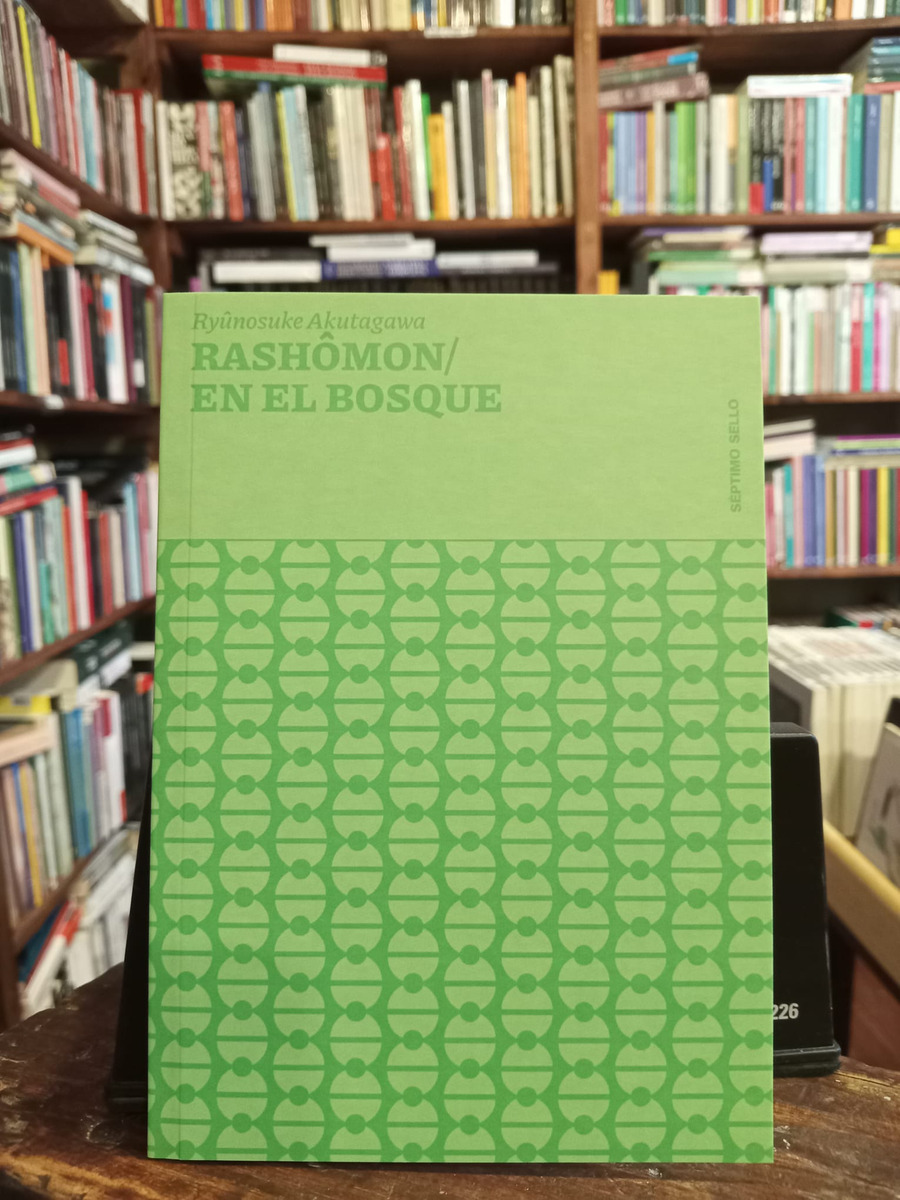 Ryûnosuke Akutagawa
RASHÔMON/
EN EL BOSQUE
SÉPTIMO SELLO
226